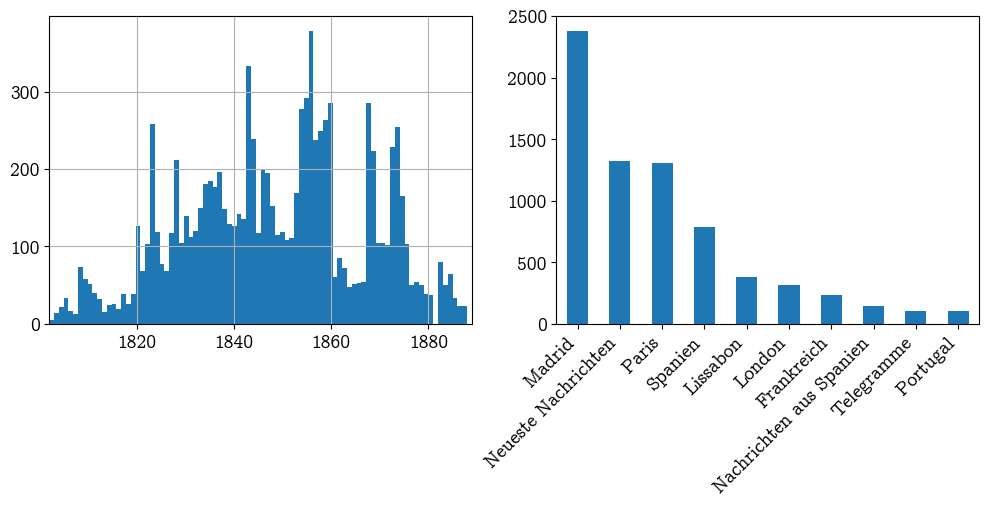 300
200
100
0
1820 1840 1860 1880
2500
2000
1500
1000
500
0
Madrid
Neueste Nachrichten
Paris
Spanien
Lissabon
London
Frankreich
Nachrichten aus Spanien
Telegramme
Portugal